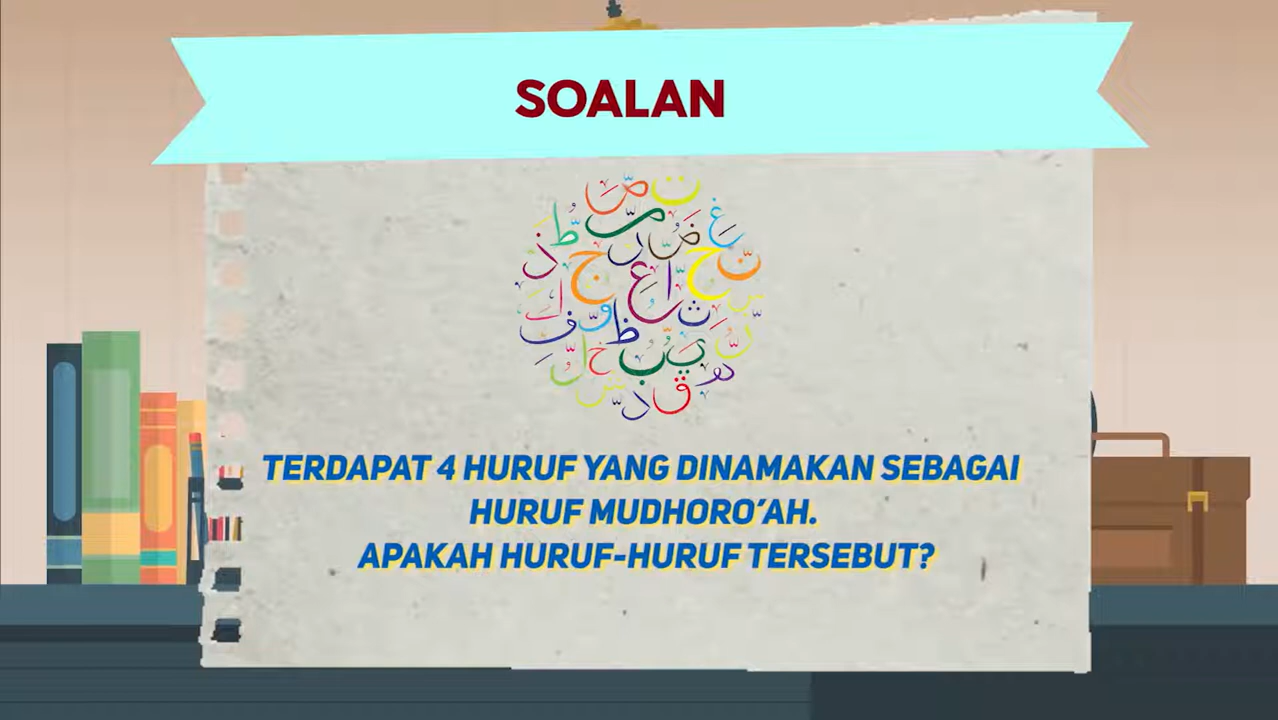 SOALAN
TERDAPAT 4 HURUF YANG DINAMAKAN SEBAGAI
HURUF MUDHORO'AH.
APAKAH HURUF-HURUF TERSEBUT?